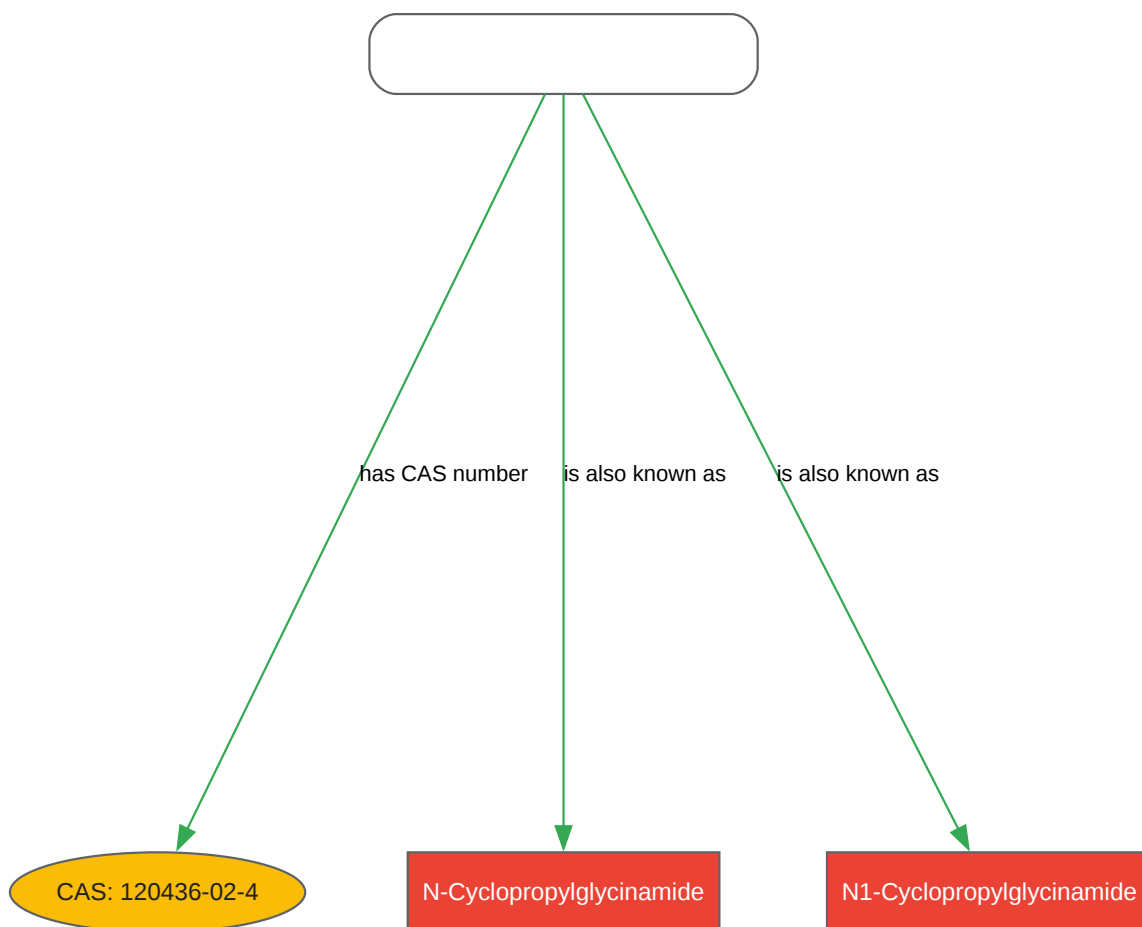 has CAS number
is also known as
is also known as
CAS: 120436-02-4
N-Cyclopropylglycinamide
N1-Cyclopropylglycinamide